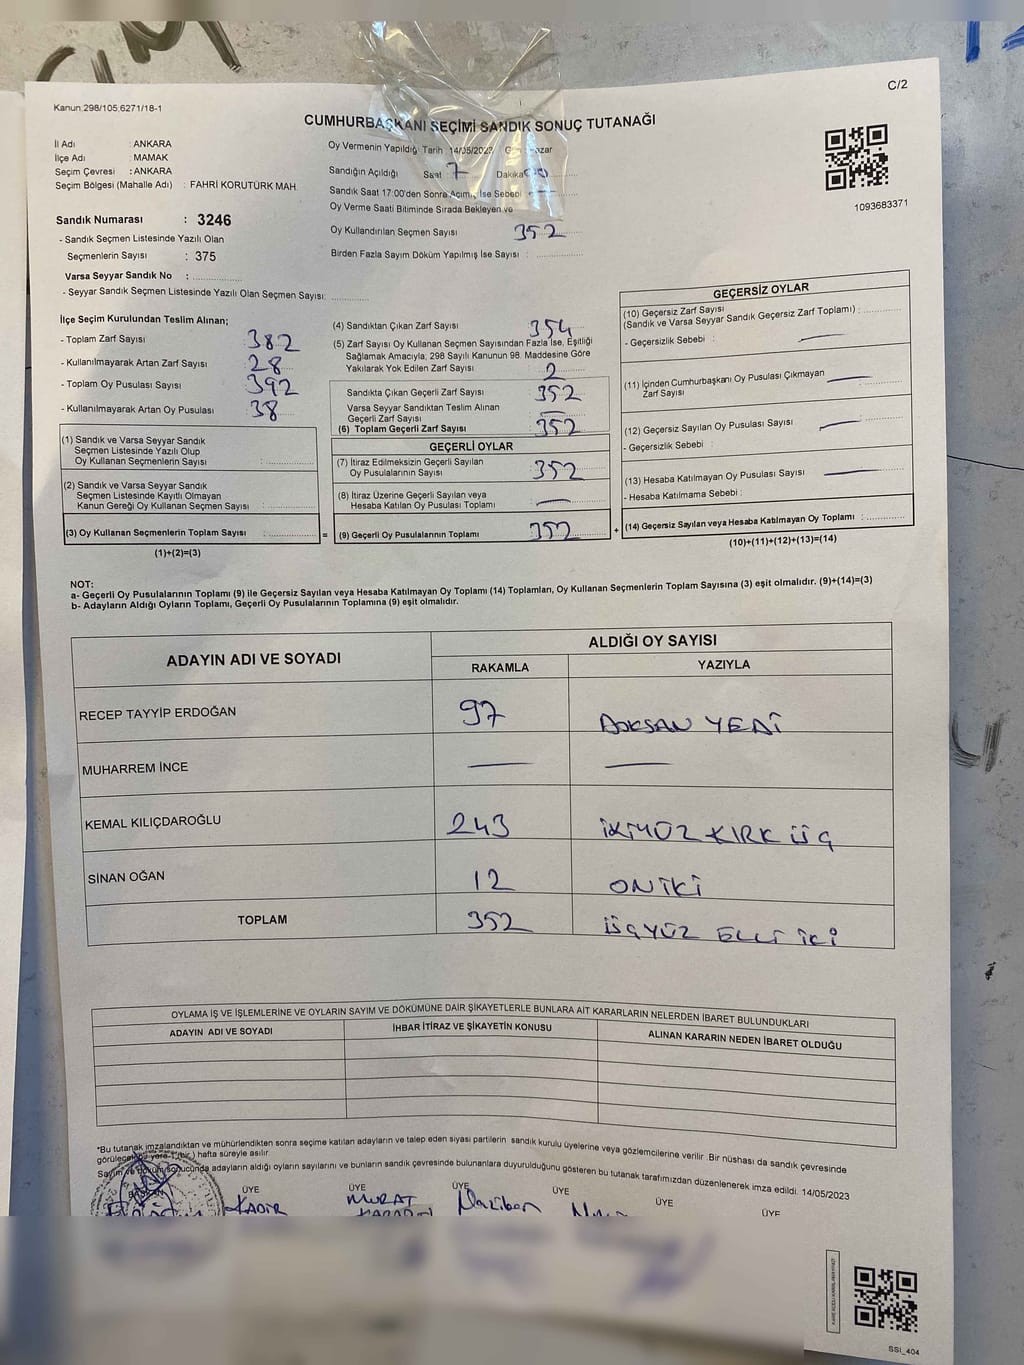 C/2
Kanun:298/105,6271/18-1
CUMHURBAŞKANI SEÇİMİ SANDIK SONUÇ TUTANAĞI
İl Adı : ANKARA
İlçe Adı : MAMAK
Seçim Çevresi : ANKARA
Seçim Bölgesi (Mahalle Adı) : FAHRİ KORUTÜRK MAH.
Oy Vermenin Yapıldığı Tarih 14/05/2023
Sandığın Açıldığı Saat : 7 Dakika 00
Sandık Saat 17:00'den Sonra Açımış İse Sebebi
Oy Verme Saati Bitiminde Sırada Bekleyen ve
Oy Kullandırılan Seçmen Sayısı 352
Birden Fazla Sayım Döküm Yapılmış İse Sayısı :
1093683371
Sandık Numarası : 3246
- Sandık Seçmen Listesinde Yazılı Olan
Seçmenlerin Sayısı : 375
Varsa Seyyar Sandık No :
- Seyyar Sandık Seçmen Listesinde Yazılı Olan Seçmen Sayısı:
İlçe Seçim Kurulundan Teslim Alınan;
- Toplam Zarf Sayısı 382
- Kullanılmayarak Artan Zarf Sayısı 28
- Toplam Oy Pusulası Sayısı 392
- Kullanılmayarak Artan Oy Pusulası 38
(1) Sandık ve Varsa Seyyar Sandık
Seçmen Listesinde Yazılı Olup
Oy Kullanan Seçmenlerin Sayısı :
(2) Sandık ve Varsa Seyyar Sandık
Seçmen Listesinde Kayıtlı Olmayan
Kanun Gereği Oy Kullanan Seçmen Sayısı :
(3) Oy Kullanan Seçmenlerin Toplam Sayısı : =
(1)+(2)=(3)
(4) Sandıktan Çıkan Zarf Sayısı 354
(5) Zarf Sayısı Oy Kullanan Seçmen Sayısından Fazla İse, Eşitliği
Sağlamak Amacıyla, 298 Sayılı Kanunun 98. Maddesine Göre
Yakılarak Yok Edilen Zarf Sayısı 2
Sandıkta Çıkan Geçerli Zarf Sayısı 352
Varsa Seyyar Sandıktan Teslim Alınan
Geçerli Zarf Sayısı —
(6) Toplam Geçerli Zarf Sayısı 352
GEÇERLİ OYLAR
(7) İtiraz Edilmeksizin Geçerli Sayılan
Oy Pusulalarının Sayısı 352
(8) İtiraz Üzerine Geçerli Sayılan veya
Hesaba Katılan Oy Pusulası Toplamı —
(9) Geçerli Oy Pusulalarının Toplamı 352 +
GEÇERSİZ OYLAR
(10) Geçersiz Zarf Sayısı
(Sandık ve Varsa Seyyar Sandık Geçersiz Zarf Toplamı) :
- Geçersizlik Sebebi : —
(11) İçinden Cumhurbaşkanı Oy Pusulası Çıkmayan —
Zarf Sayısı
(12) Geçersiz Sayılan Oy Pusulası Sayısı —
- Geçersizlik Sebebi :
(13) Hesaba Katılmayan Oy Pusulası Sayısı —
- Hesaba Katılmama Sebebi :
(14) Geçersiz Sayılan veya Hesaba Katılmayan Oy Toplamı :
(10)+(11)+(12)+(13)=(14)
NOT:
a- Geçerli Oy Pusulalarının Toplamı (9) ile Geçersiz Sayılan veya Hesaba Katılmayan Oy Toplamı (14) Toplamları, Oy Kullanan Seçmenlerin Toplam Sayısına (3) eşit olmalıdır. (9)+(14)=(3)
b- Adayların Aldığı Oyların Toplamı, Geçerli Oy Pusulalarının Toplamına (9) eşit olmalıdır.
ADAYIN ADI VE SOYADI ALDIĞI OY SAYISI
RAKAMLA YAZIYLA
RECEP TAYYİP ERDOĞAN 97 DOKSAN YEDİ
MUHARREM İNCE — —
KEMAL KILIÇDAROĞLU 243 İKİYÜZ KIRK ÜÇ
SİNAN OĞAN 12 ONİKİ
TOPLAM 352 ÜÇYÜZ ELLİ İKİ
OYLAMA İŞ VE İŞLEMLERİNE VE OYLARIN SAYIM VE DÖKÜMÜNE DAİR ŞİKAYETLERLE BUNLARA AİT KARARLARIN NELERDEN İBARET BULUNDUKLARI
ADAYIN ADI VE SOYADI İHBAR İTİRAZ VE ŞİKAYETİN KONUSU ALINAN KARARIN NEDEN İBARET OLDUĞU
*Bu tutanak imzalandıktan ve mühürlendikten sonra seçime katılan adayların ve talep eden siyasi partilerin sandık kurulu üyelerine veya gözlemcilerine verilir .Bir nüshası da sandık çevresinde
görülecek bir yere 1 (bir) hafta süreyle asılır.
Sayım ve döküm sonucunda adayların aldığı oyların sayılarını ve bunların sandık çevresinde bulunanlara duyurulduğunu gösteren bu tutanak tarafımızdan düzenlenerek imza edildi. 14/05/2023
BAŞKAN ÜYE ÜYE ÜYE ÜYE ÜYE ÜYE
KADİR MURAT Naziban
SSI_404